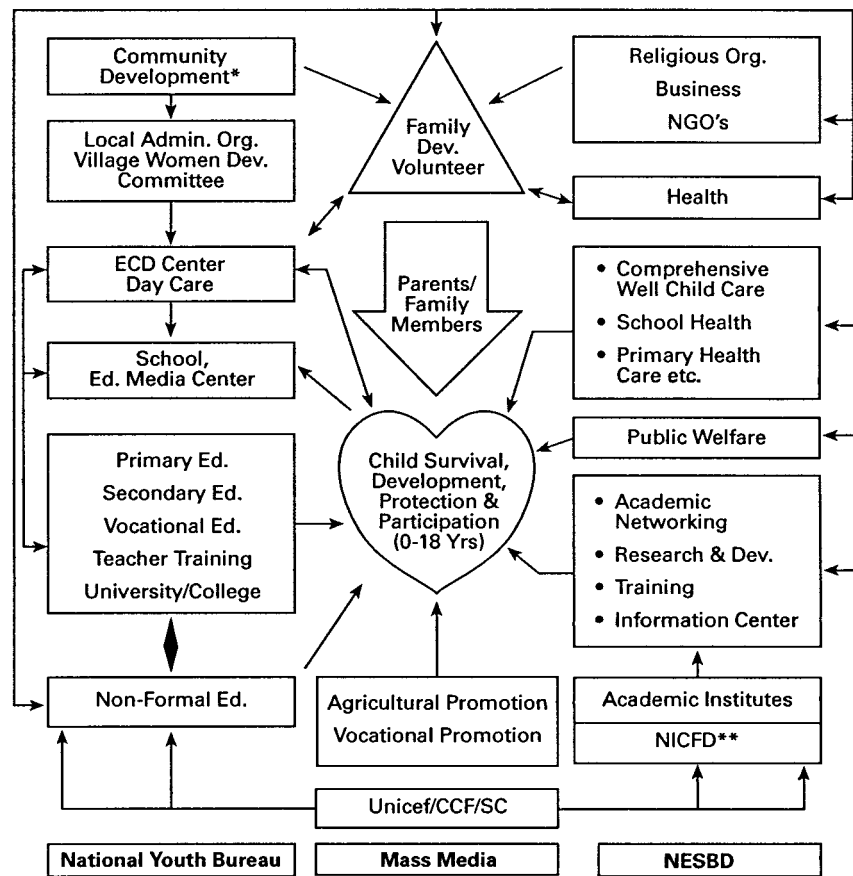 Community
Development*
Local Admin. Org.
Village Women Dev.
Committee
ECD Center
Day Care
School,
Ed. Media Center
Primary Ed.
Secondary Ed.
Vocational Ed.
Teacher Training
University/College
Non-Formal Ed.
Family
Dev.
Volunteer
Parents/
Family
Members
Child Survival,
Development,
Protection &
Participation
(0-18 Yrs)
Agricultural Promotion
Vocational Promotion
Religious Org.
Business
NGO's
Health
• Comprehensive
Well Child Care
• School Health
• Primary Health
Care etc.
Public Welfare
• Academic
Networking
• Research & Dev.
• Training
• Information Center
Academic Institutes
NICFD**
Unicef/CCF/SC
National Youth Bureau
Mass Media
NESBD